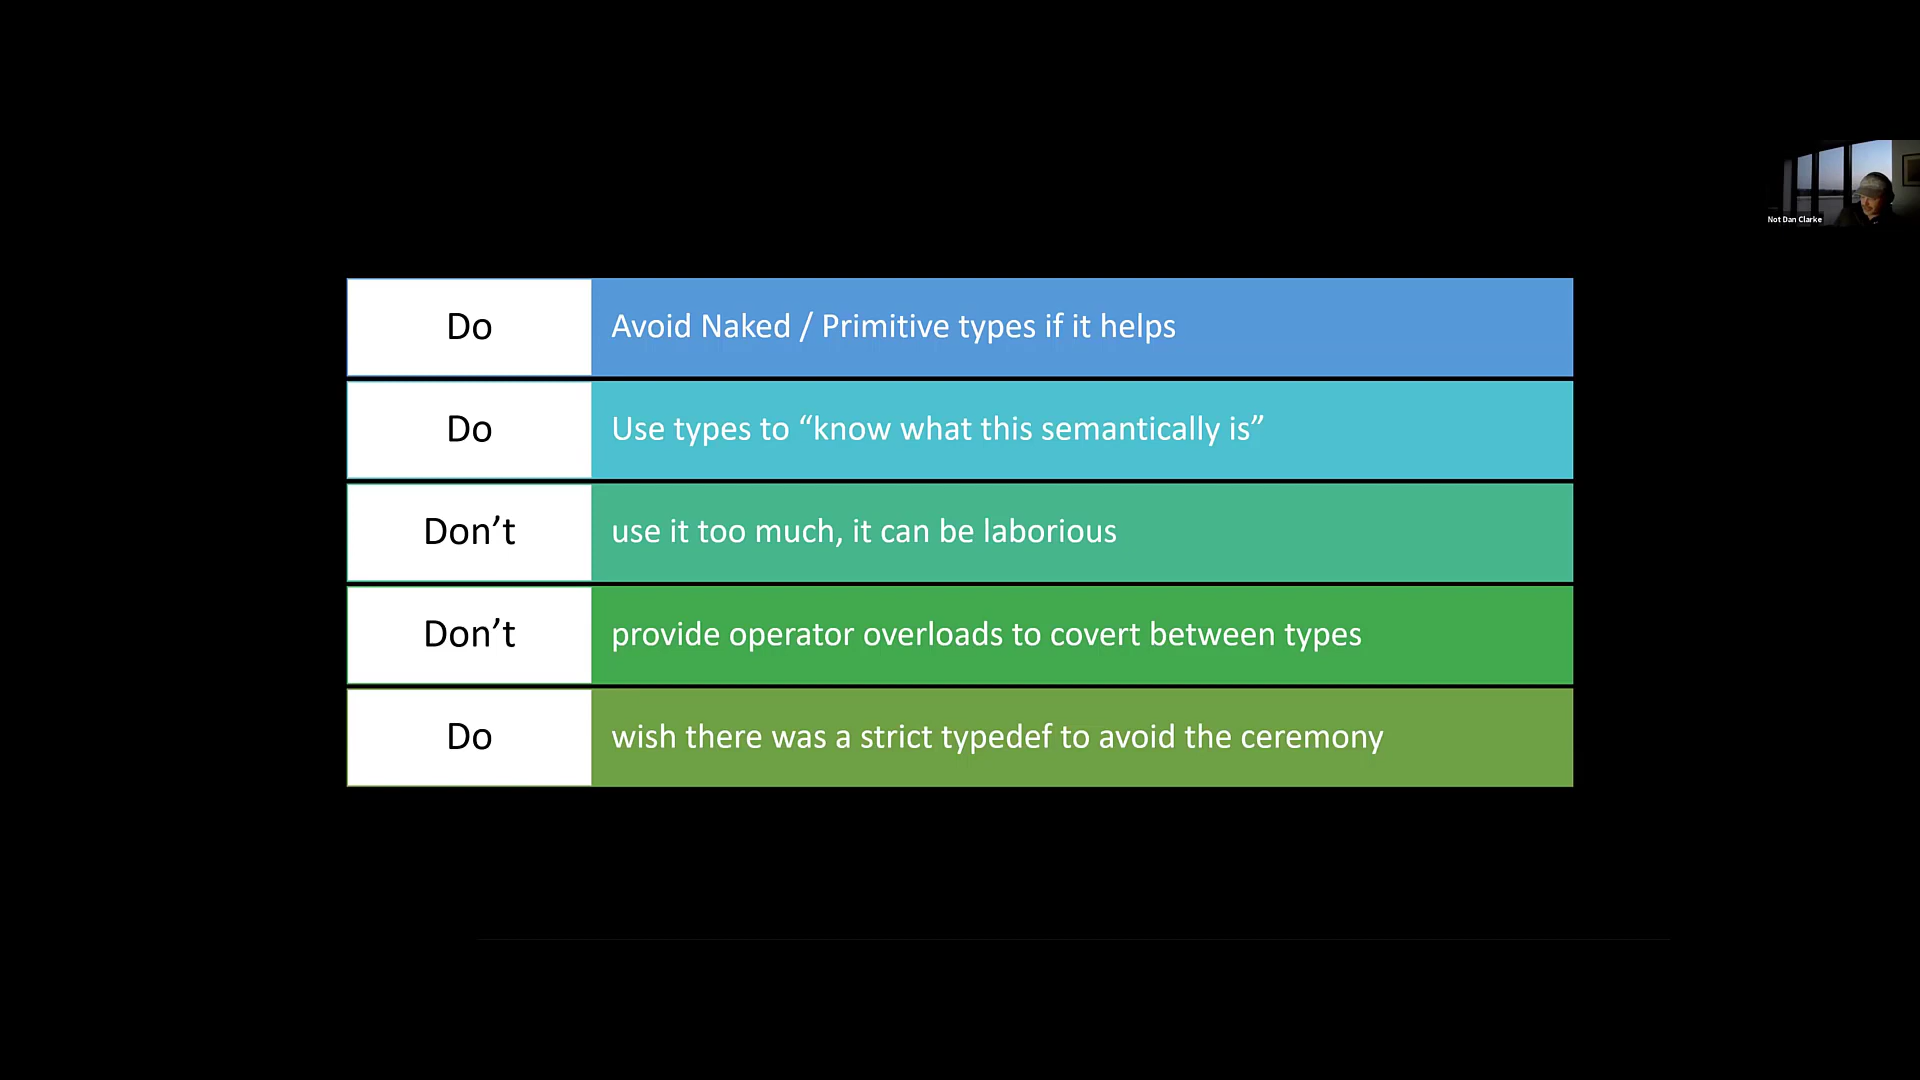 Not Dan Clarke
Do
Avoid Naked / Primitive types if it helps
Do
Use types to “know what this semantically is”
Don’t
use it too much, it can be laborious
Don’t
provide operator overloads to covert between types
Do
wish there was a strict typedef to avoid the ceremony